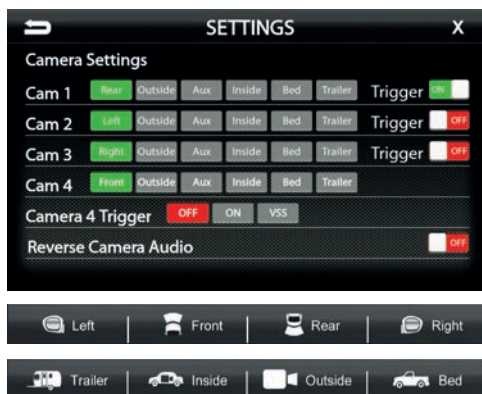 SETTINGS X
Camera Settings
Cam 1 Rear Outside Aux Inside Bed Trailer Trigger ON
Cam 2 Left Outside Aux Inside Bed Trailer Trigger OFF
Cam 3 Right Outside Aux Inside Bed Trailer Trigger OFF
Cam 4 Front Outside Aux Inside Bed Trailer
Camera 4 Trigger OFF ON VSS
Reverse Camera Audio OFF
Left Front Rear Right
Trailer Inside Outside Bed